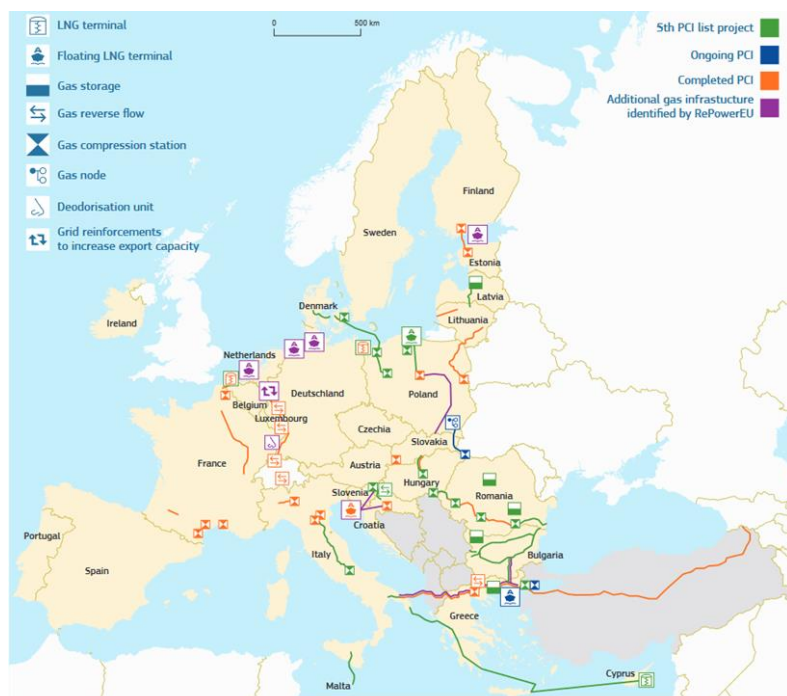 LNG terminal
Floating LNG terminal
Gas storage
Gas reverse flow
Gas compression station
Gas node
Deodorisation unit
Grid reinforcements
to increase export capacity
0 500 km
5th PCI list project
Ongoing PCI
Completed PCI
Additional gas infrastucture
identified by RePowerEU
Finland
Sweden
Estonia
Latvia
Denmark
Lithuania
Ireland
Netherlands
Deutschland
Poland
Belgium
Luxembourg
Czechia
Slovakia
France
Austria
Hungary
Slovenia
Romania
Croatia
Portugal
Italy
Bulgaria
Spain
Greece
Cyprus
Malta